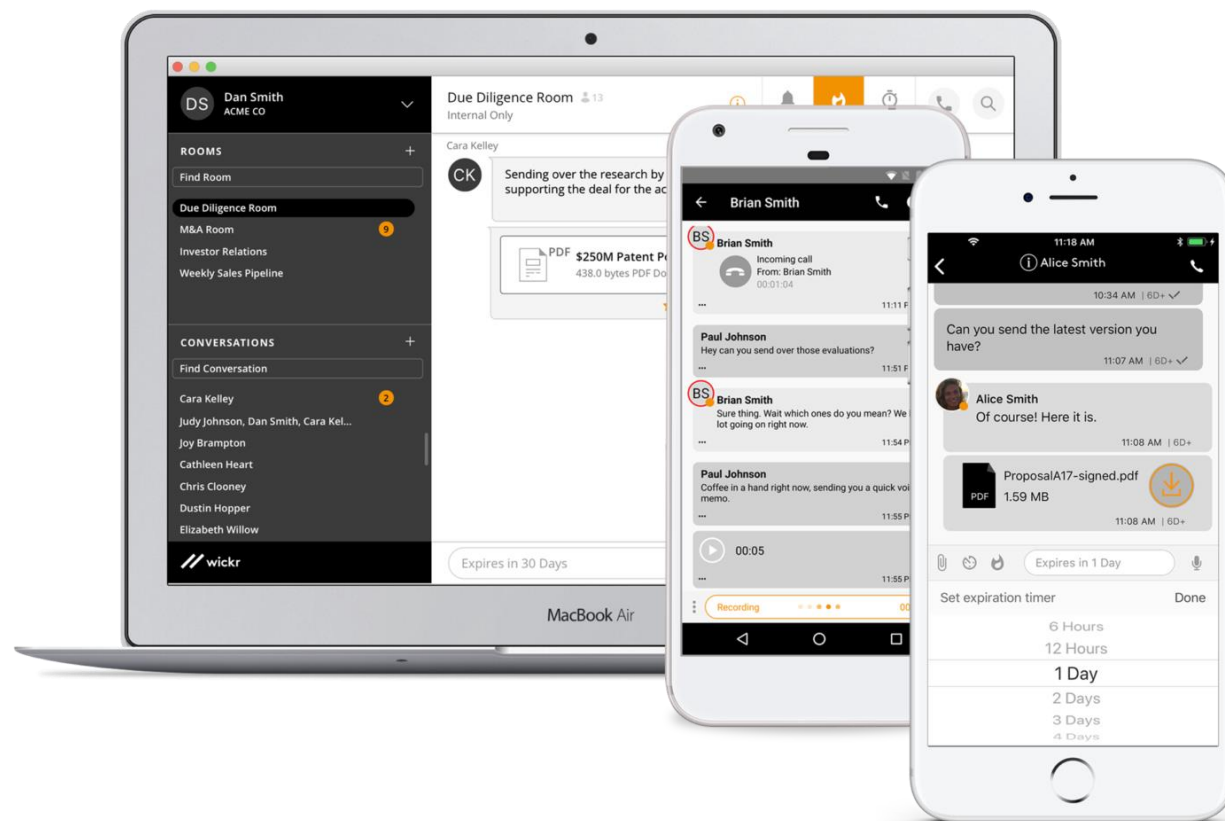 DS
Dan Smith
ACME CO
ROOMS
+
Find Room
Due Diligence Room
M&A Room
9
Investor Relations
Weekly Sales Pipeline
CONVERSATIONS
+
Find Conversation
Cara Kelley
2
Judy Johnson, Dan Smith, Cara Kel...
Joy Brampton
Cathleen Heart
Chris Clooney
Dustin Hopper
Elizabeth Willow
wickr
Due Diligence Room 13
Internal Only
Cara Kelley
CK
Sending over the research by
supporting the deal for the ac
PDF
$250M Patent
438.0 bytes PDF
Expires in 30 Days
MacBook Air
Brian Smith
BS
Brian Smith
Incoming call
From: Brian Smith
00:01:04
...
11:11
Paul Johnson
Hey can you send over those evaluations?
...
11:51
BS
Brian Smith
Sure thing. Wait which ones do you mean? We
lot going on right now.
...
11:54
Paul Johnson
Coffee in a hand right now, sending you a quick
memo.
...
11:55
00:05
...
11:55
Recording
00
11:18 AM
Alice Smith
10:34 AM | 6D+
Can you send the latest version you
have?
11:07 AM | 6D+
Alice Smith
Of course! Here it is.
11:08 AM | 6D+
PDF
ProposalA17-signed.pdf
1.59 MB
11:08 AM | 6D+
Expires in 1 Day
Set expiration timer Done
6 Hours
12 Hours
1 Day
2 Days
3 Days
4 Days